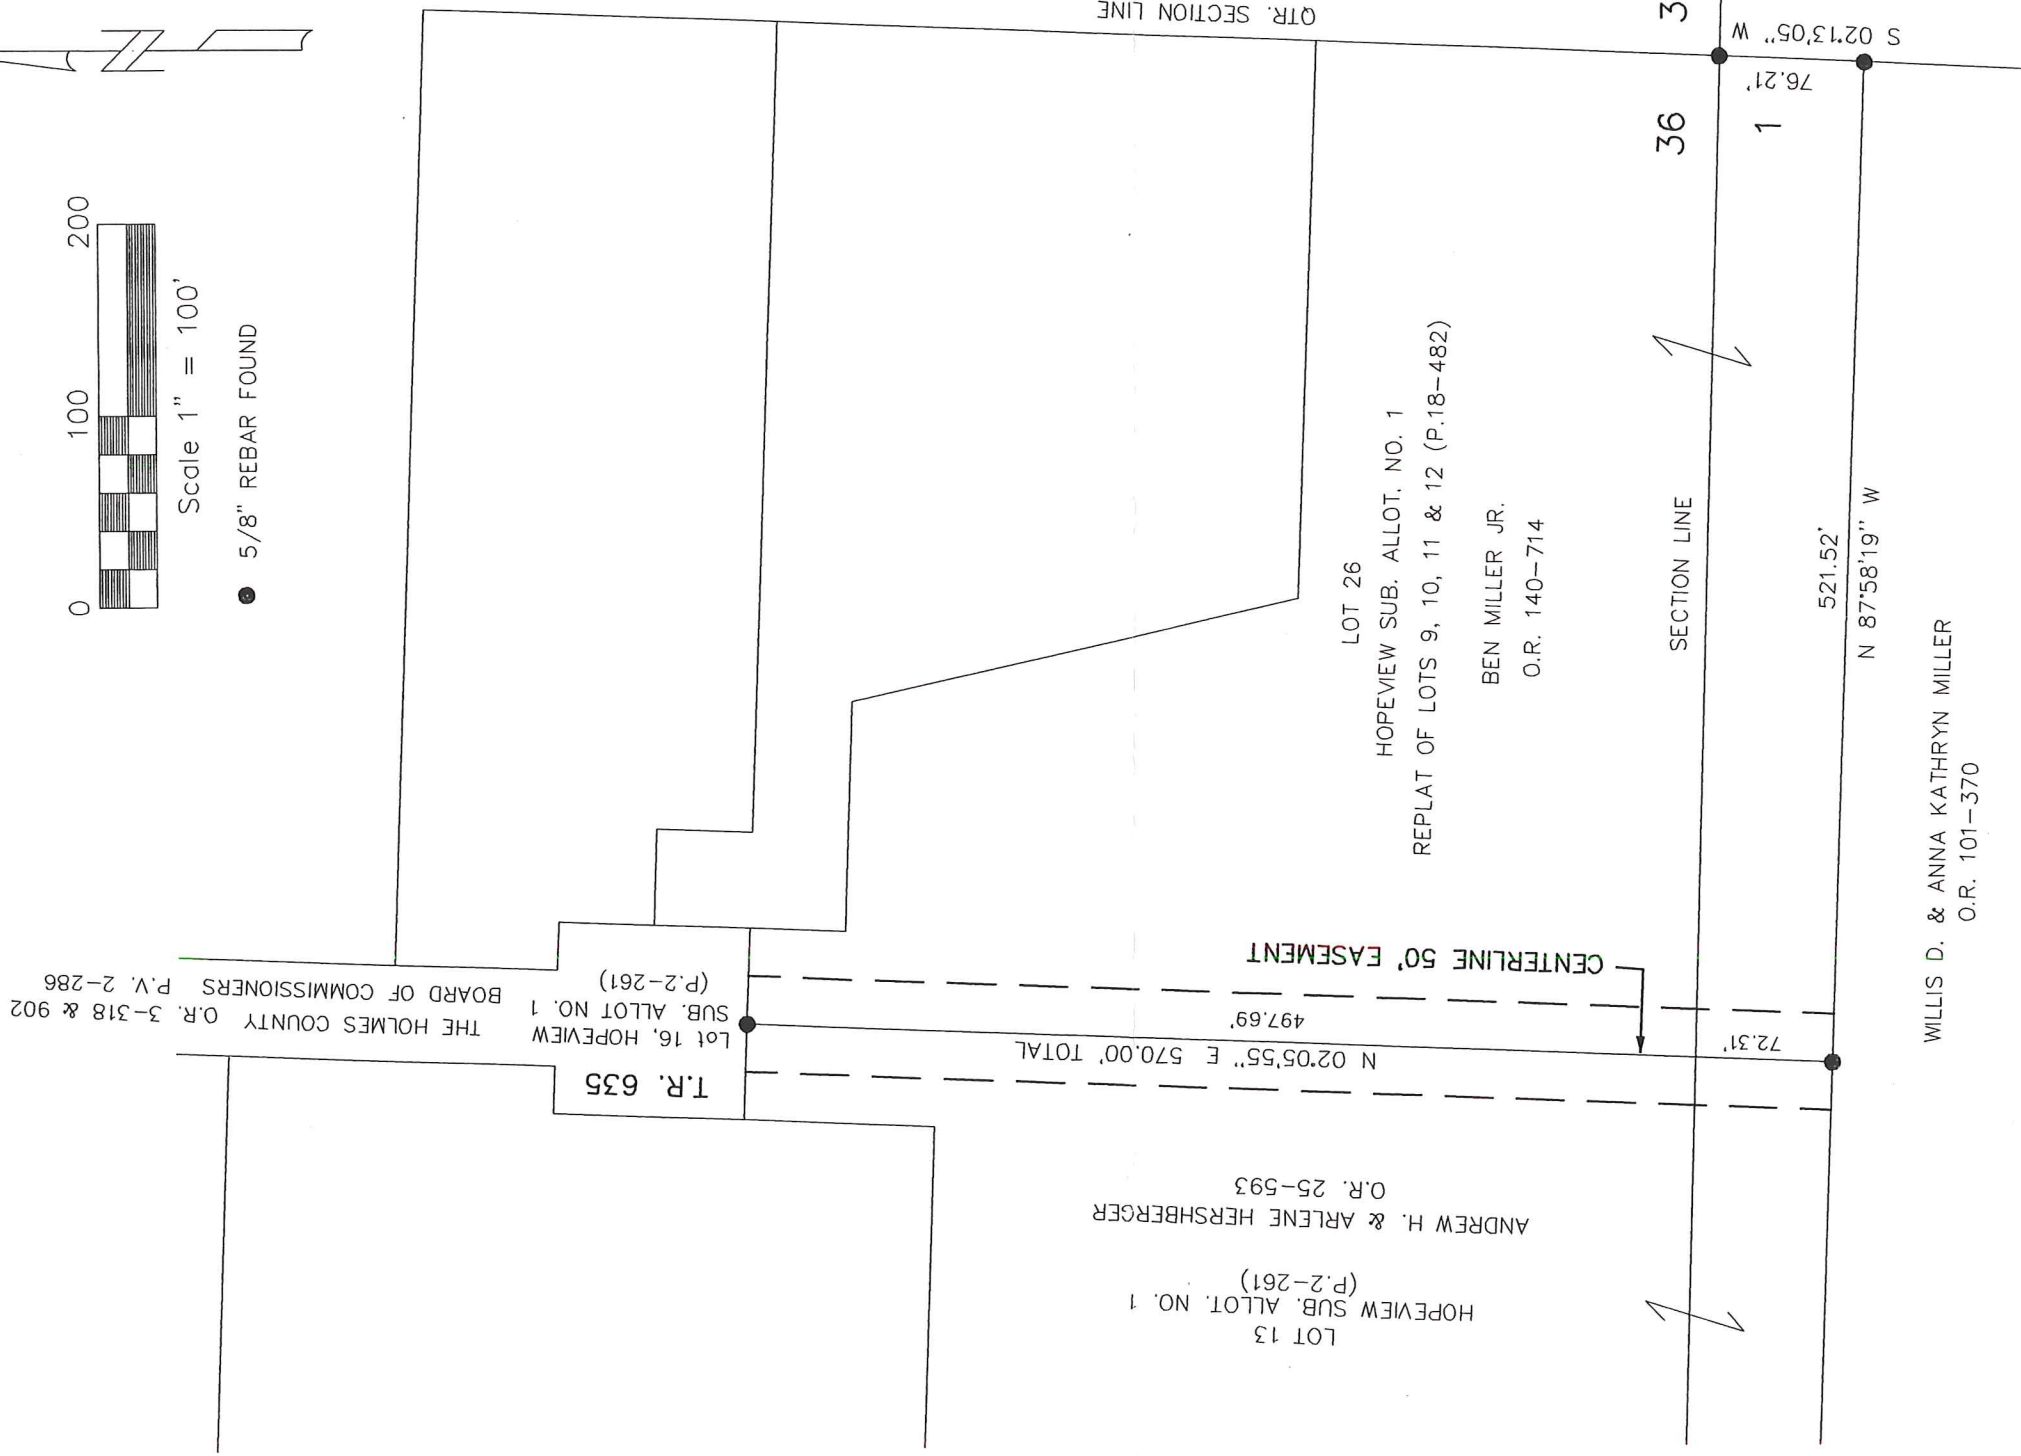 0 100 200
Scale 1" = 100'
5/8" REBAR FOUND
QTR. SECTION LINE
36
3
1
S 02°13'05" W
76.21'
LOT 26
HOPEVIEW SUB. ALLOT. NO. 1
REPLAT OF LOTS 9, 10, 11 & 12 (P.18-482)
BEN MILLER JR.
O.R. 140-714
SECTION LINE
521.52'
N 87°58'19" W
WILLIS D. & ANNA KATHRYN MILLER
O.R. 101-370
THE HOLMES COUNTY O.R. 3-318 & 902
BOARD OF COMMISSIONERS P.V. 2-286
T.R. 635
Lot 16, HOPEVIEW
SUB. ALLOT NO. 1
(P.2-261)
CENTERLINE 50' EASEMENT
N 02°05'55" E 570.00' TOTAL
497.69'
72.31'
LOT 13
HOPEVIEW SUB. ALLOT. NO. 1
(P.2-261)
ANDREW H. & ARLENE HERSHBERGER
O.R. 25-593